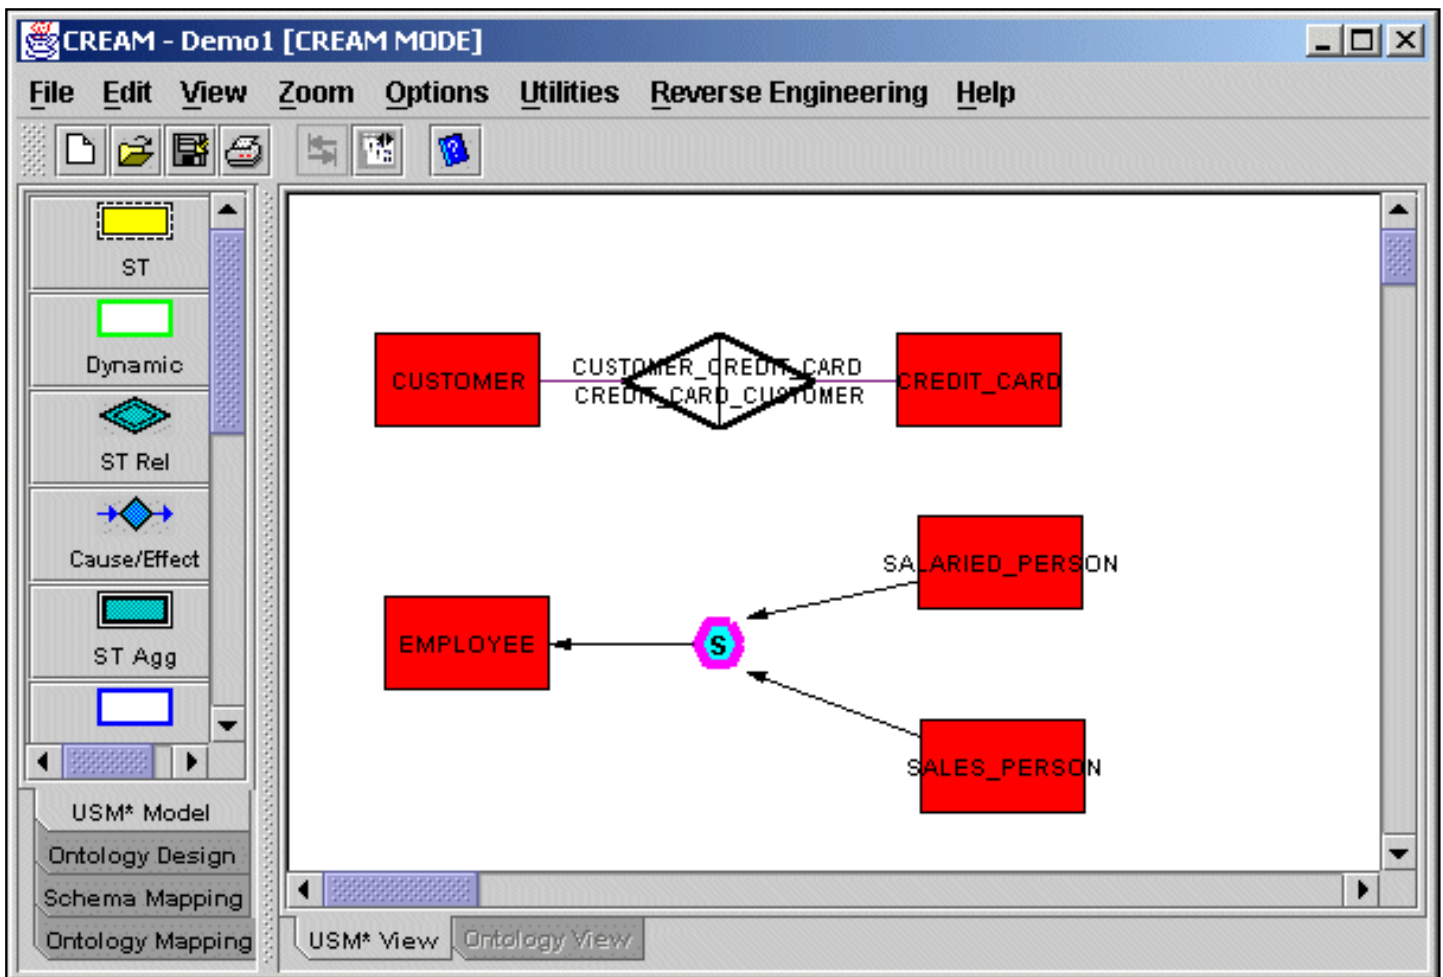 CREAM - Demo1 [CREAM MODE]
File Edit View Zoom Options Utilities Reverse Engineering Help
ST
Dynamic
ST Rel
Cause/Effect
ST Agg
USM* Model
Ontology Design
Schema Mapping
Ontology Mapping
CUSTOMER
CUSTOMER_CREDIT_CARD
CREDIT_CARD_CUSTOMER
CREDIT_CARD
SALARIED_PERSON
EMPLOYEE
S
SALES_PERSON
USM* View Ontology View